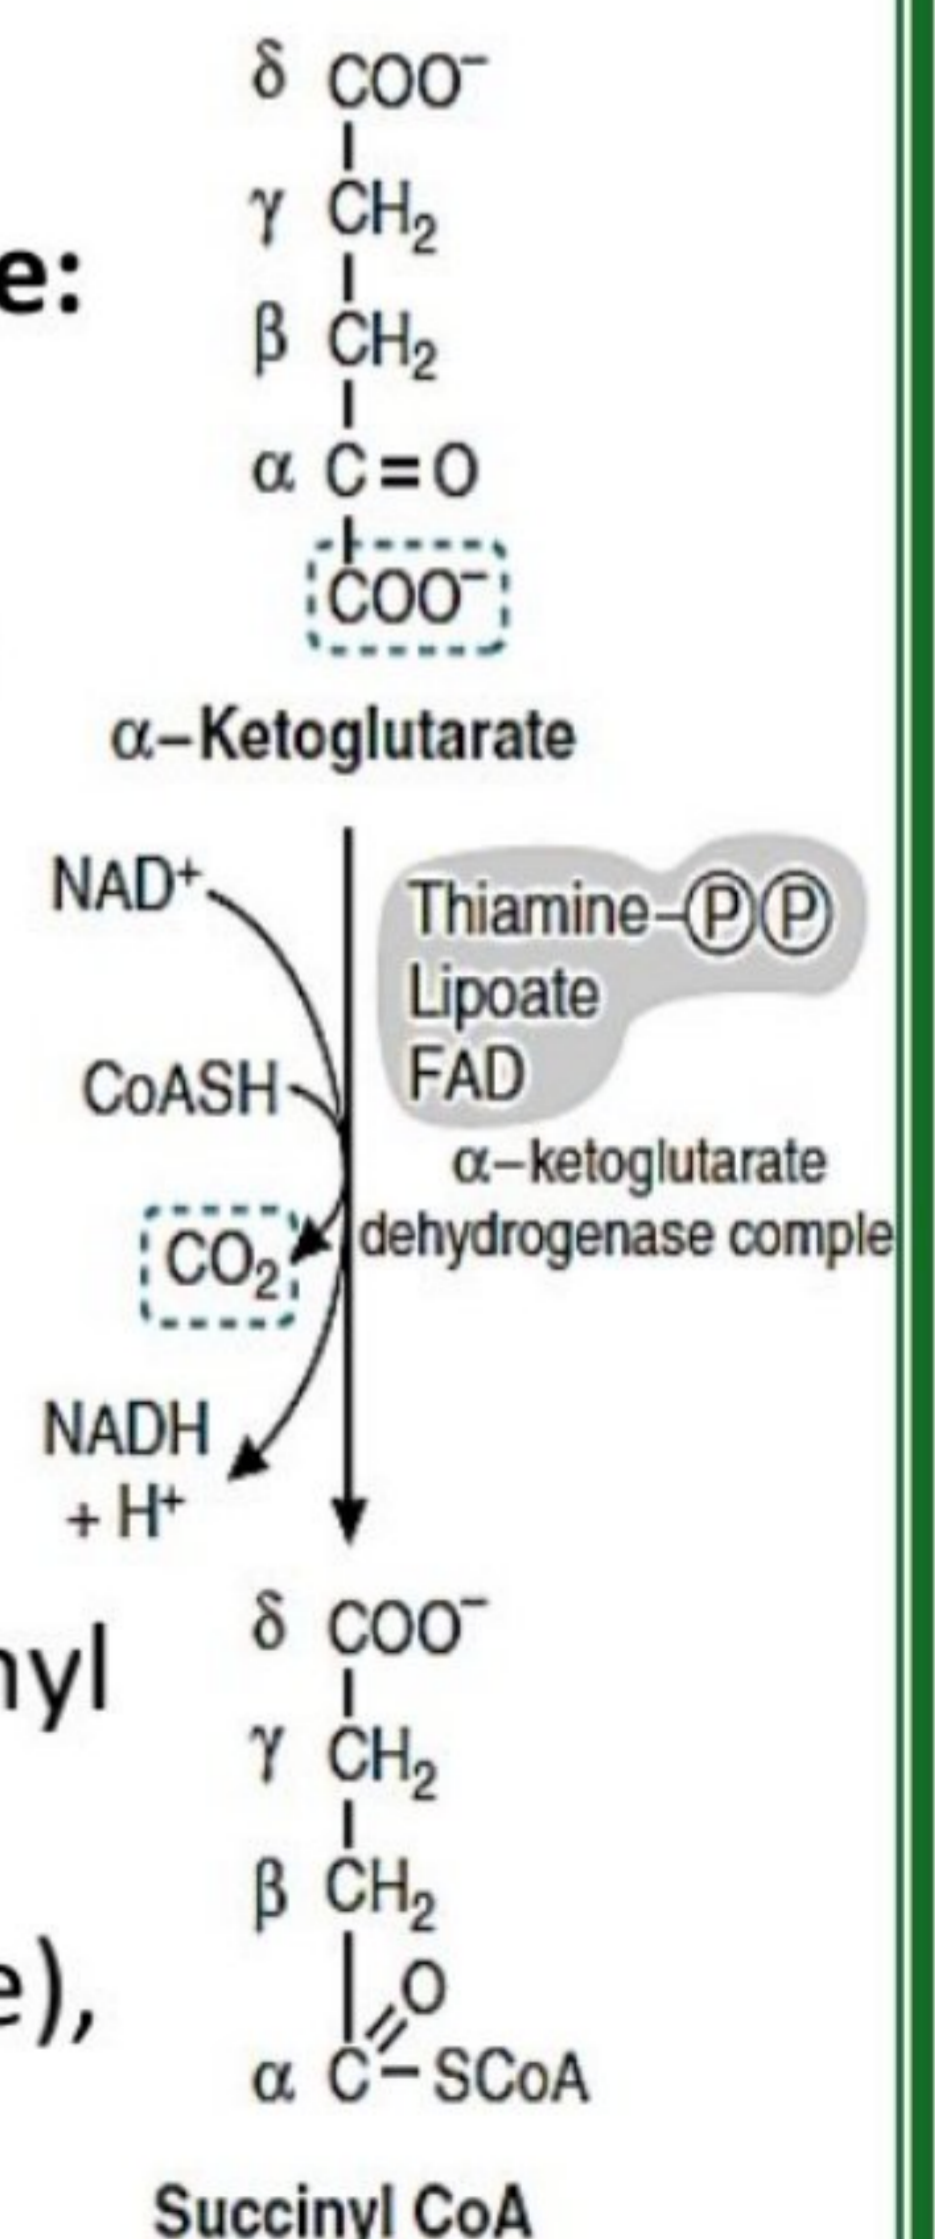 δ COO⁻
γ CH₂
e:
β CH₂
α C=O
COO⁻
α–Ketoglutarate
NAD⁺
Thiamine–PP
Lipoate
FAD
CoASH
α–ketoglutarate
dehydrogenase comple
CO₂
NADH
+ H⁺
δ COO⁻
nyl
γ CH₂
β CH₂
e),
O
α C–SCoA
Succinyl CoA